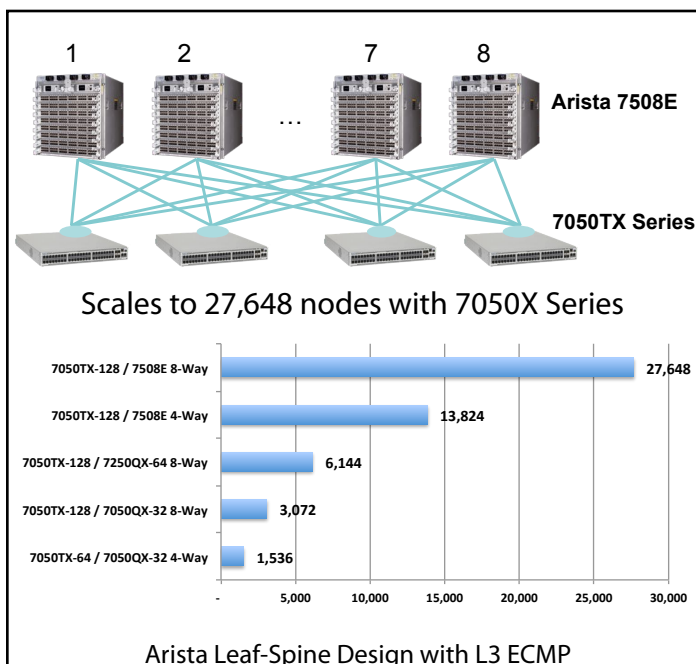 1 2 7 8
Arista 7508E
...
7050TX Series
Scales to 27,648 nodes with 7050X Series
7050TX-128 / 7508E 8-Way 27,648
7050TX-128 / 7508E 4-Way 13,824
7050TX-128 / 7250QX-64 8-Way 6,144
7050TX-128 / 7050QX-32 8-Way 3,072
7050TX-64 / 7050QX-32 4-Way 1,536
- 5,000 10,000 15,000 20,000 25,000 30,000
Arista Leaf-Spine Design with L3 ECMP